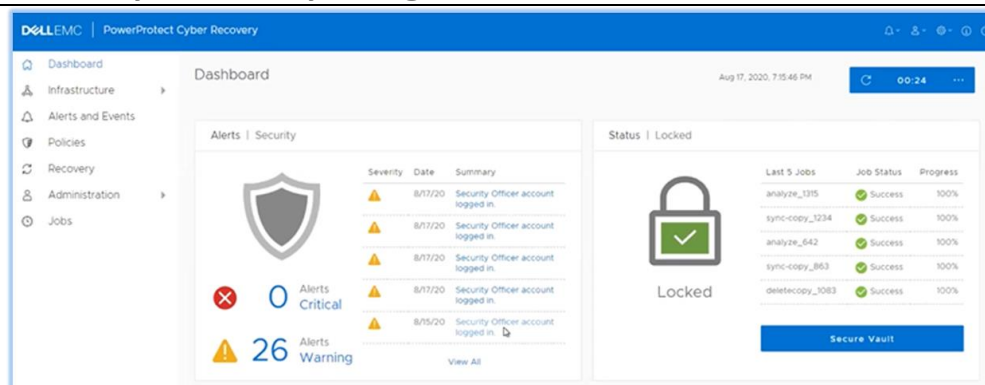 DELLEMC | PowerProtect Cyber Recovery
Dashboard
Infrastructure
Alerts and Events
Policies
Recovery
Administration
Jobs
Dashboard
Aug 17, 2020, 7:15:46 PM
00:24
Alerts | Security
Severity Date Summary
8/17/20 Security Officer account
logged in.
8/17/20 Security Officer account
logged in.
8/17/20 Security Officer account
logged in.
8/17/20 Security Officer account
logged in.
8/15/20 Security Officer account
logged in.
View All
0 Alerts
Critical
26 Alerts
Warning
Status | Locked
Locked
Last 5 Jobs Job Status Progress
analyze_1315 Success 100%
sync-copy_1234 Success 100%
analyze_642 Success 100%
sync-copy_863 Success 100%
deletecopy_1083 Success 100%
Secure Vault